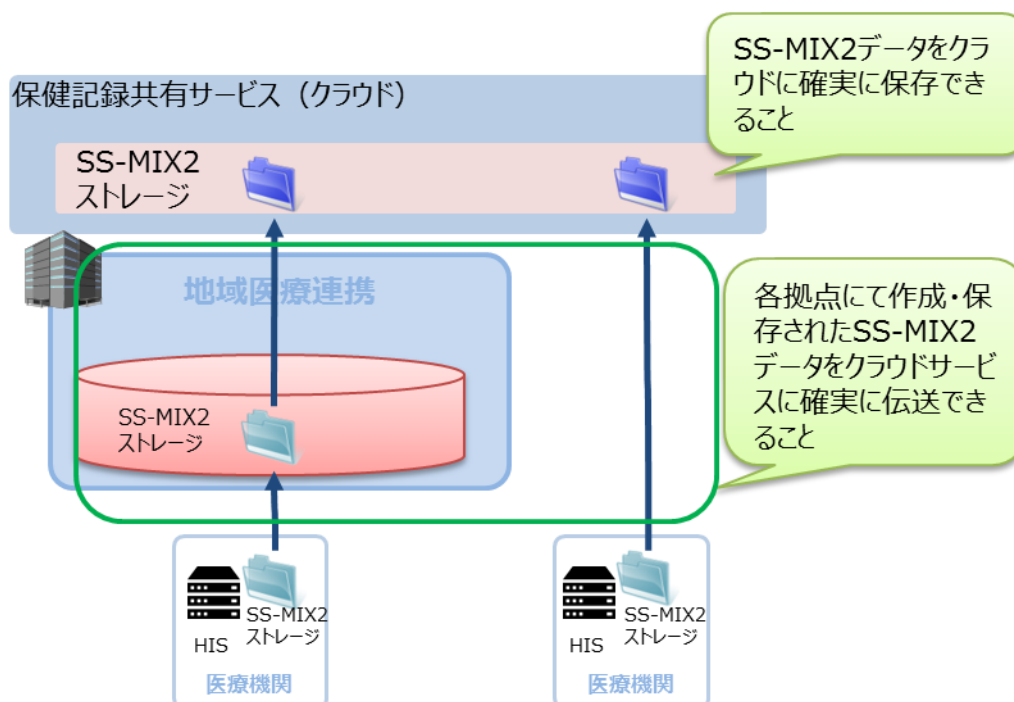 SS-MIX2データをクラ
ウドに確実に保存でき
ること
保健記録共有サービス（クラウド）
SS-MIX2
ストレージ
地域医療連携
各拠点にて作成・保
存されたSS-MIX2
データをクラウドサービ
スに確実に伝送でき
ること
SS-MIX2
ストレージ
HIS
SS-MIX2
ストレージ
医療機関
HIS
SS-MIX2
ストレージ
医療機関